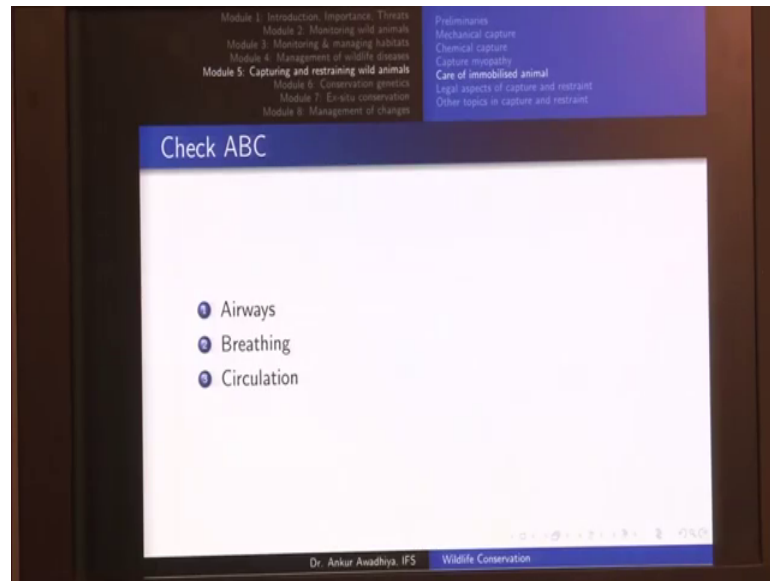 Module 1: Introduction, Importance, Threats
Module 2: Monitoring wild animals
Module 3: Monitoring & managing habitats
Module 4: Management of wildlife diseases
Module 5: Capturing and restraining wild animals
Module 6: Conservation genetics
Module 7: Ex-situ conservation
Module 8: Management of changes
Preliminaries
Mechanical capture
Chemical capture
Capture myopathy
Care of immobilised animal
Legal aspects of capture and restraint
Other topics in capture and restraint
Check ABC
1 Airways
2 Breathing
3 Circulation
Dr. Ankur Awadhiya, IFS Wildlife Conservation